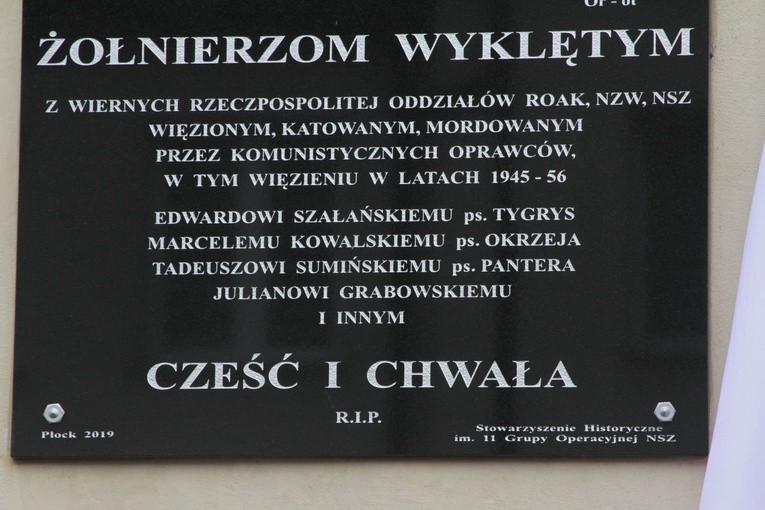 ŻOŁNIERZOM WYKLĘTYM
Z WIERNYCH RZECZPOSPOLITEJ ODDZIAŁÓW ROAK, NZW, NSZ
WIĘZIONYM, KATOWANYM, MORDOWANYM
PRZEZ KOMUNISTYCZNYCH OPRAWCÓW,
W TYM WIĘZIENIU W LATACH 1945 - 56
EDWARDOWI SZAŁAŃSKIEMU ps. TYGRYS
MARCELEMU KOWALSKIEMU ps. OKRZEJA
TADEUSZOWI SUMIŃSKIEMU ps. PANTERA
JULIANOWI GRABOWSKIEMU
I INNYM
CZEŚĆ I CHWAŁA
R.I.P.
Płock 2019
Stowarzyszenie Historyczne
im. 11 Grupy Operacyjnej NSZ